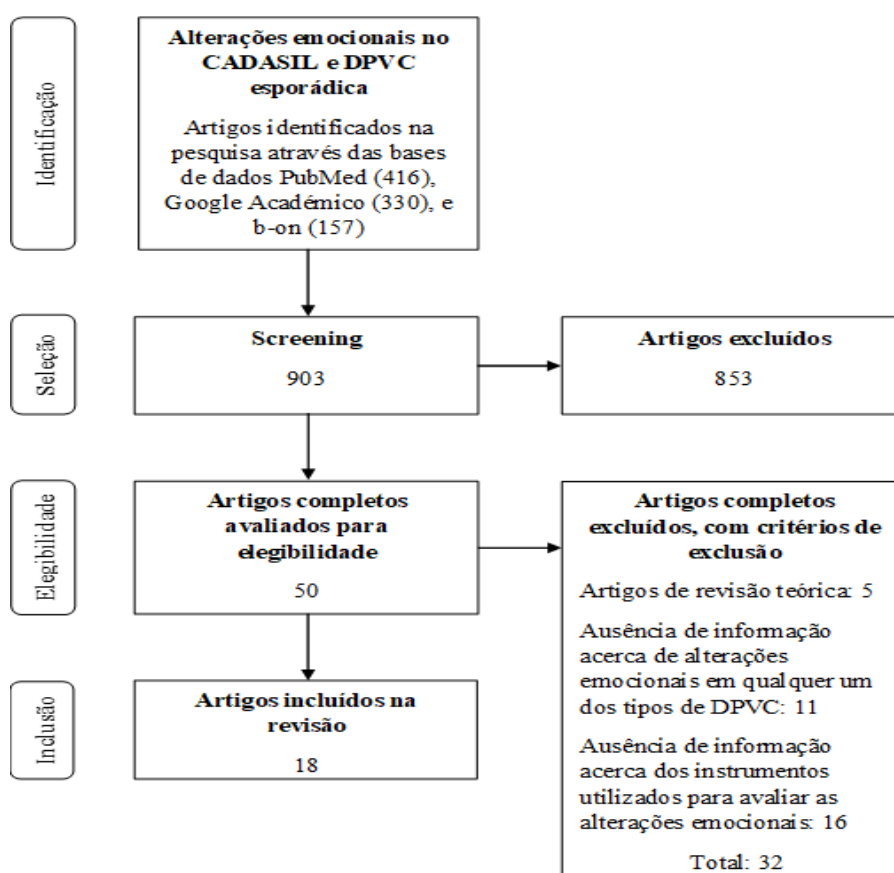 Identificação
Alterações emocionais no
CADASIL e DPVC
esporádica
Artigos identificados na
pesquisa através das bases
de dados PubMed (416),
Google Académico (330), e
b-on (157)
Seleção
Screening
903
Artigos excluídos
853
Elegibilidade
Artigos completos
avaliados para
elegibilidade
50
Artigos completos
excluídos, com critérios de
exclusão
Artigos de revisão teórica: 5
Ausência de informação
acerca de alterações
emocionais em qualquer um
dos tipos de DPVC: 11
Ausência de informação
acerca dos instrumentos
utilizados para avaliar as
alterações emocionais: 16
Total: 32
Inclusão
Artigos incluídos na
revisão
18